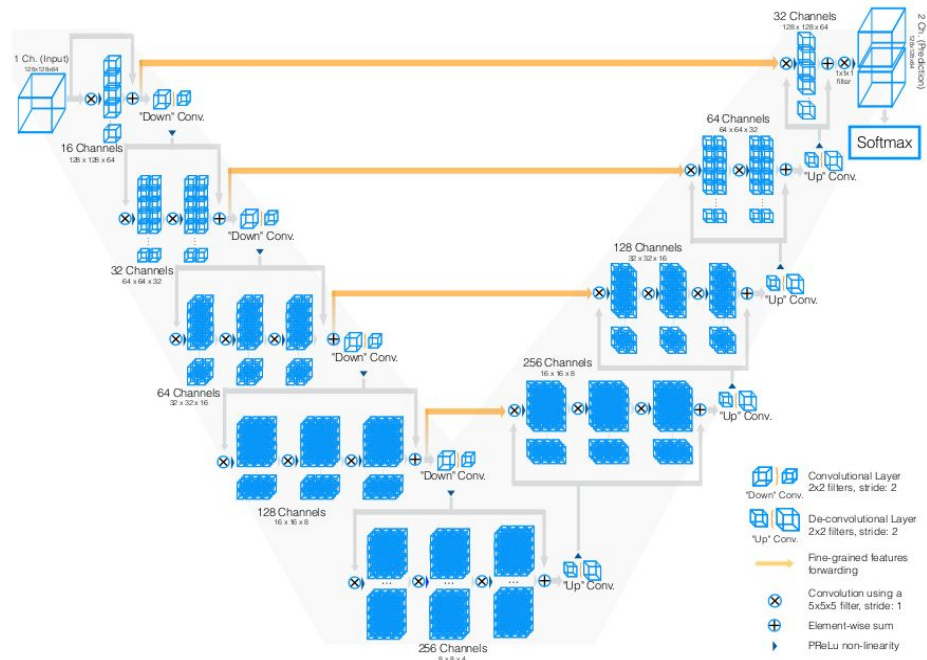 1 Ch. (Input)
128x128x64
16 Channels
128 x 128 x 64
"Down" Conv.
32 Channels
64 x 64 x 32
"Down" Conv.
64 Channels
32 x 32 x 16
"Down" Conv.
128 Channels
16 x 16 x 8
"Down" Conv.
256 Channels
8 x 8 x 4
"Up" Conv.
256 Channels
16 x 16 x 8
"Up" Conv.
128 Channels
32 x 32 x 16
"Up" Conv.
64 Channels
64 x 64 x 32
"Up" Conv.
32 Channels
128 x 128 x 64
1x1x1
filter
2 Ch. (Prediction)
128x128x64
Softmax
"Down" Conv.
Convolutional Layer
2x2 filters, stride: 2
"Up" Conv.
De-convolutional Layer
2x2 filters, stride: 2
Fine-grained features
forwarding
Convolution using a
5x5x5 filter, stride: 1
Element-wise sum
PReLu non-linearity